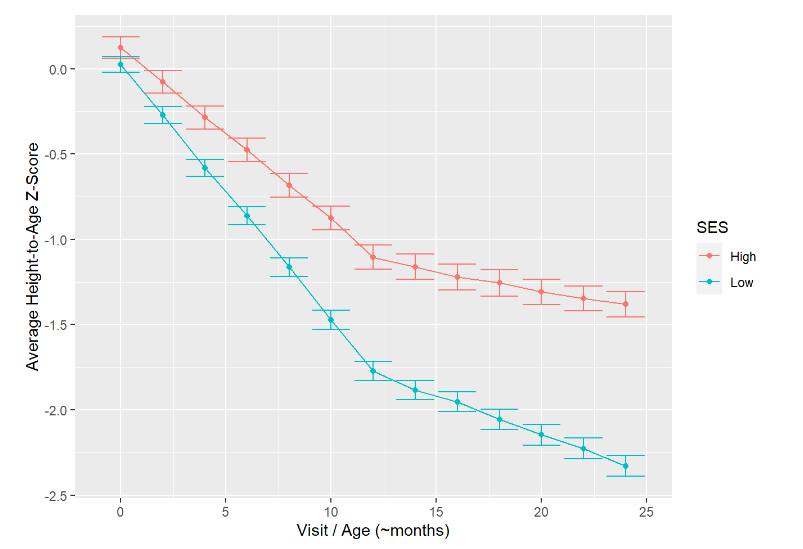 Average Height-to-Age Z-Score
0.0
-0.5
-1.0
-1.5
-2.0
-2.5
0 5 10 15 20 25
Visit / Age (~months)
SES
High
Low